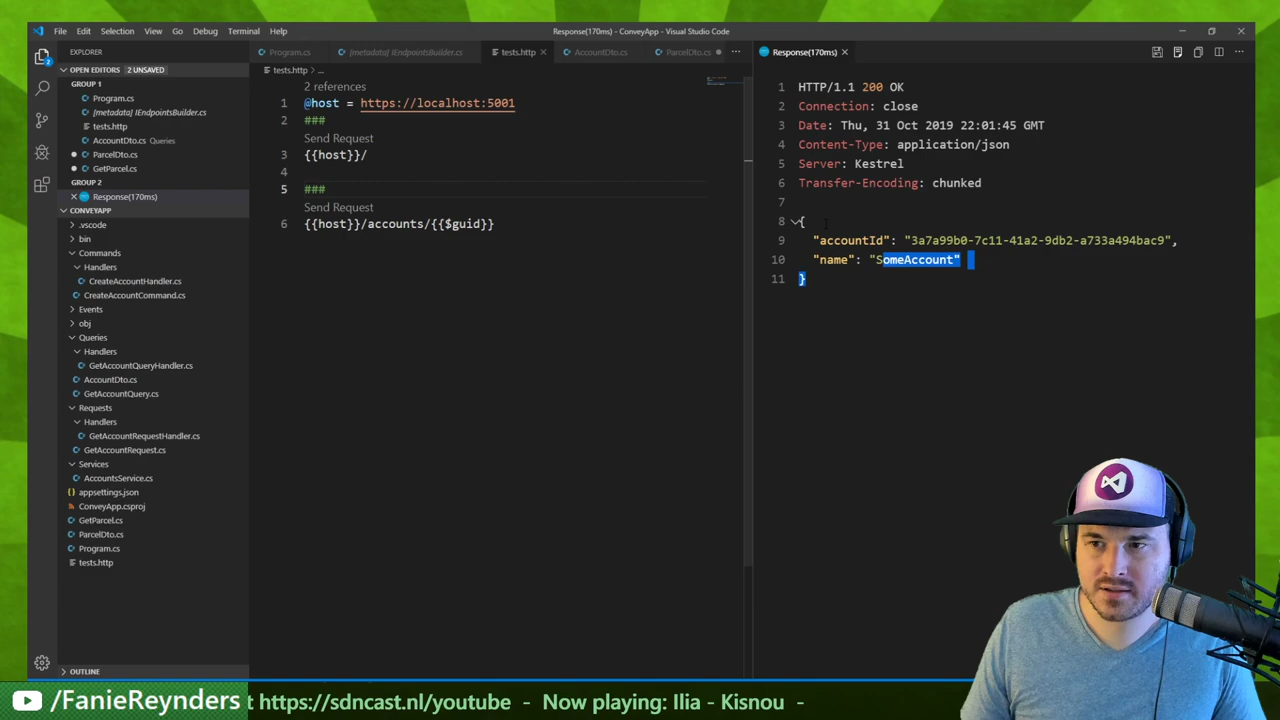 File Edit Selection View Go Debug Terminal Help
Response(170ms) - ConveyApp - Visual Studio Code
EXPLORER
OPEN EDITORS 2 UNSAVED
GROUP 1
Program.cs
[metadata] IEndpointsBuilder.cs
tests.http
AccountDto.cs Queries
ParcelDto.cs
GetParcel.cs
GROUP 2
Response(170ms)
CONVEYAPP
.vscode
bin
Commands
Handlers
CreateAccountHandler.cs
CreateAccountCommand.cs
Events
obj
Queries
Handlers
GetAccountQueryHandler.cs
AccountDto.cs
GetAccountQuery.cs
Requests
Handlers
GetAccountRequestHandler.cs
GetAccountRequest.cs
Services
AccountsService.cs
appsettings.json
ConveyApp.csproj
GetParcel.cs
ParcelDto.cs
Program.cs
tests.http
OUTLINE
2
Program.cs [metadata] IEndpointsBuilder.cs tests.http AccountDto.cs ParcelDto.cs ...
tests.http > ...
2 references
1 @host = https://localhost:5001
2 ###
Send Request
3 {{host}}/
4
5 ###
Send Request
6 {{host}}/accounts/{{$guid}}
Response(170ms)
1 HTTP/1.1 200 OK
2 Connection: close
3 Date: Thu, 31 Oct 2019 22:01:45 GMT
4 Content-Type: application/json
5 Server: Kestrel
6 Transfer-Encoding: chunked
7
8 {
9 "accountId": "3a7a99b0-7c11-41a2-9db2-a733a494bac9",
10 "name": "SomeAccount"
11 }
/FanieReynders
t https://sdncast.nl/youtube - Now playing: Ilia - Kisnou -